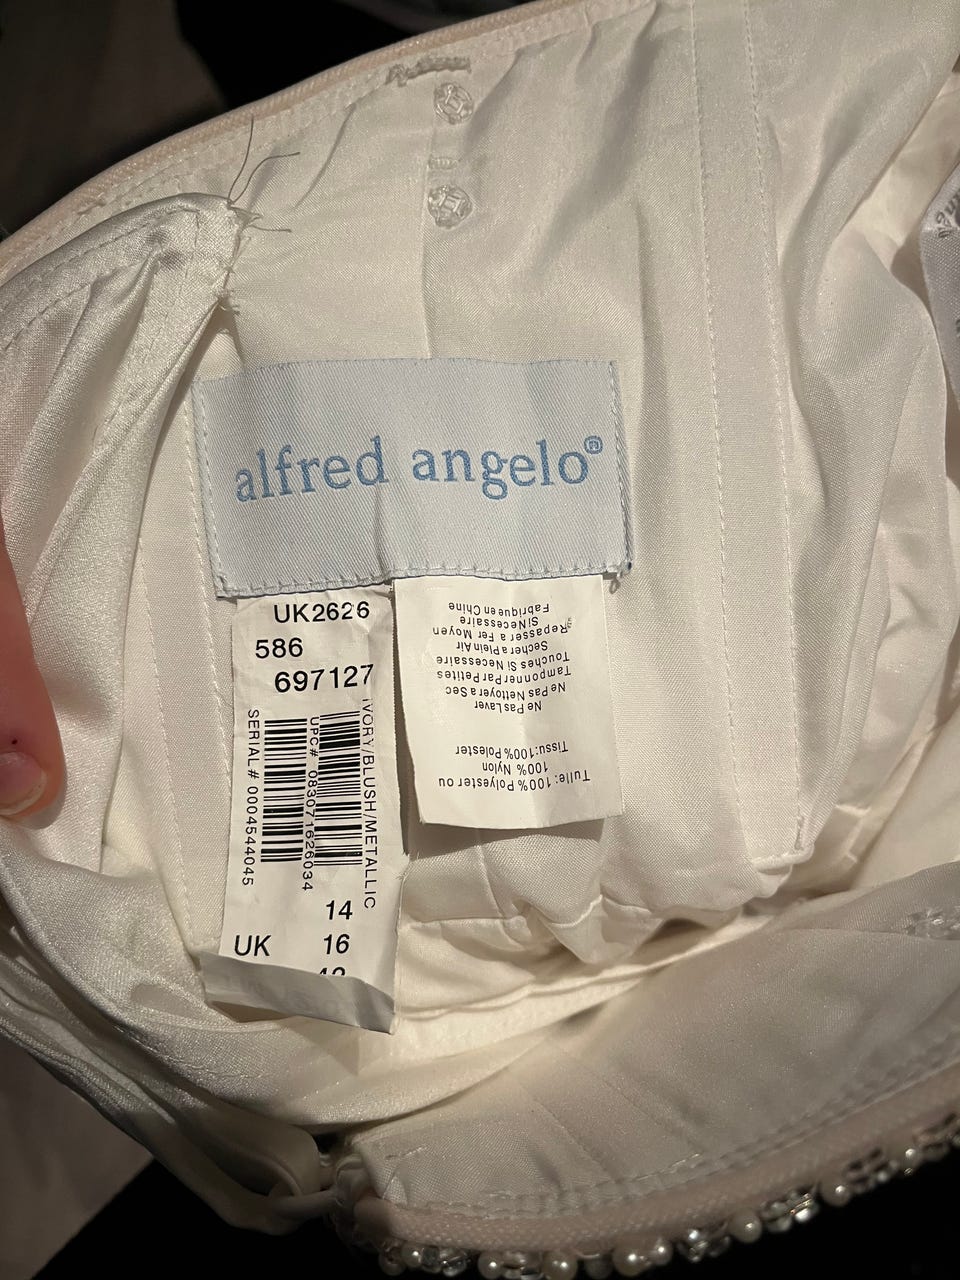 alfred angelo®
UK2626
586
697127
IVORY/BLUSH/METALLIC
UPC# 083071626034
SERIAL# 0004544045
14
UK 16
Tulle: 100% Polyester ou
100% Nylon
Tissu: 100% Polyester
Ne Pas Laver
Ne Pas Nettoyer a Sec
Tamponner Par Petites
Touches Si Necessaire
Secher a Plein Air
Repasser a Fer Moyen
Si Necessaire
Fabrique en Chine